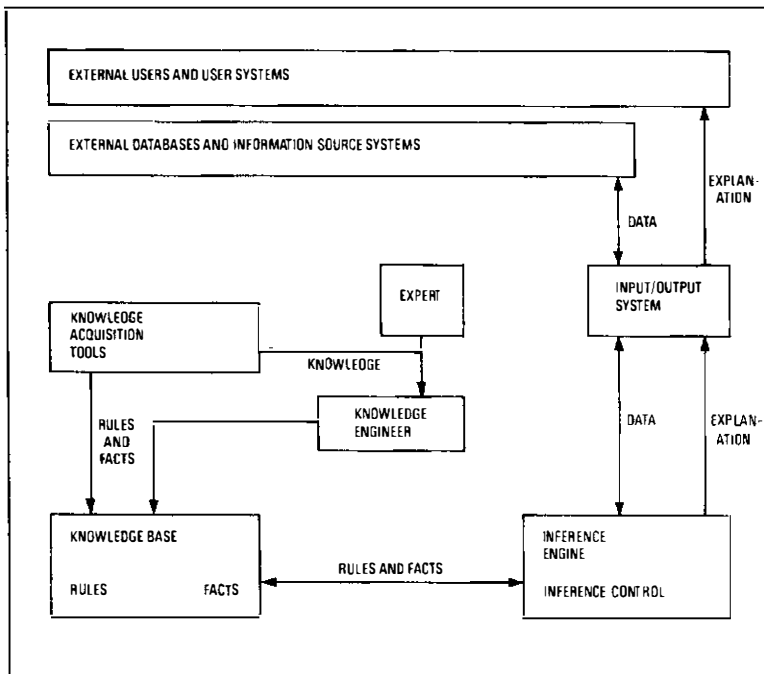 EXTERNAL USERS AND USER SYSTEMS
EXTERNAL DATABASES AND INFORMATION SOURCE SYSTEMS
EXPLAN-
ATION
DATA
EXPERT
INPUT/OUTPUT
SYSTEM
KNOWLEDGE
ACQUISITION
TOOLS
KNOWLEDGE
KNOWLEDGE
ENGINEER
RULES
AND
FACTS
DATA
EXPLAN-
ATION
KNOWLEDGE BASE
RULES FACTS
RULES AND FACTS
INFERENCE
ENGINE
INFERENCE CONTROL